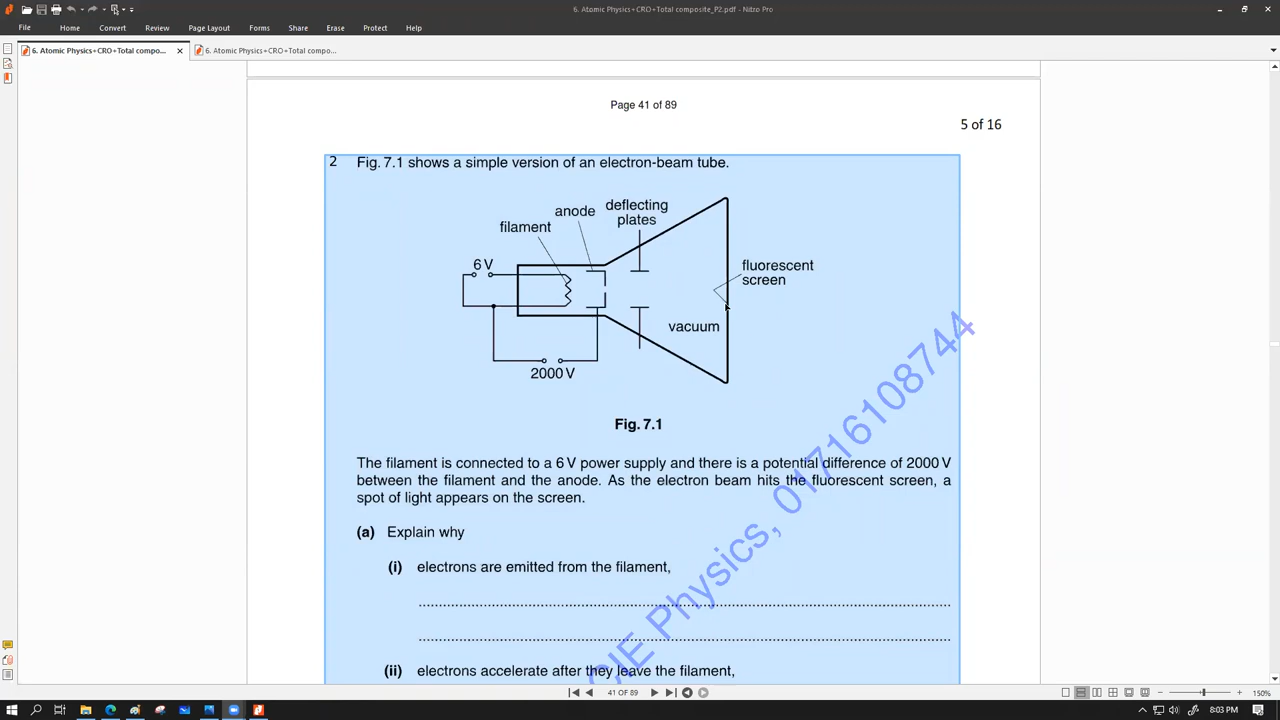 6. Atomic Physics+CRO+Total composite_P2.pdf - Nitro Pro
File Home Convert Review Page Layout Forms Share Erase Protect Help
6. Atomic Physics+CRO+Total compo... × 6. Atomic Physics+CRO+Total compo...
Page 41 of 89
5 of 16
2 Fig. 7.1 shows a simple version of an electron-beam tube.
deflecting
plates
anode
filament
6 V
fluorescent
screen
vacuum
2000 V
Fig. 7.1
The filament is connected to a 6 V power supply and there is a potential difference of 2000 V
between the filament and the anode. As the electron beam hits the fluorescent screen, a
spot of light appears on the screen.
(a) Explain why
(i) electrons are emitted from the filament,
(ii) electrons accelerate after they leave the filament,
CIE Physics, 01716108744
41 OF 89
150%
8:03 PM